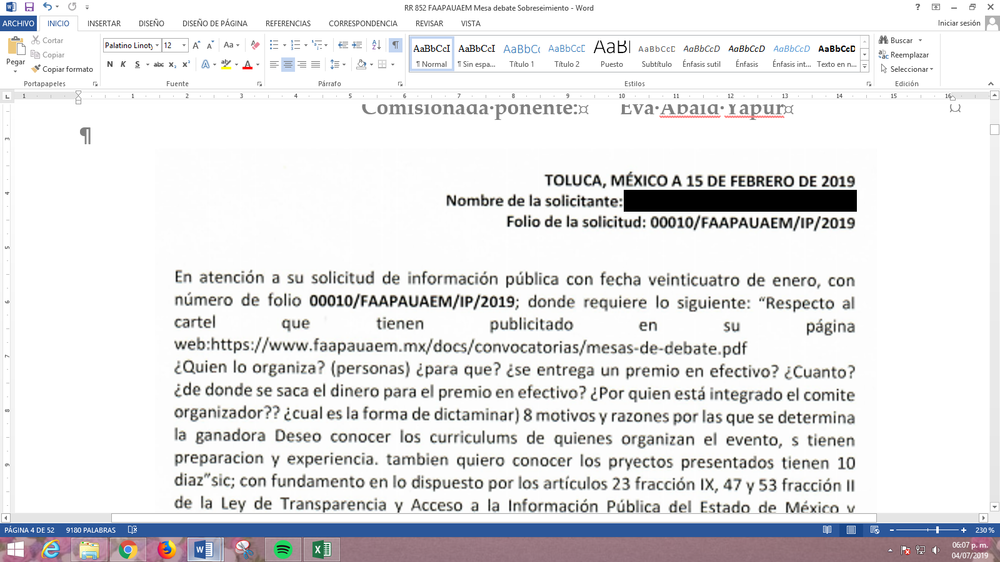 RR 852 FAAPAUAEM Mesa debate Sobreseimiento - Word
ARCHIVO INICIO INSERTAR DISEÑO DISEÑO DE PÁGINA REFERENCIAS CORRESPONDENCIA REVISAR VISTA Iniciar sesión
Pegar
Cortar
Copiar
Copiar formato
Portapapeles
Palatino Linoty 12
Fuente
Párrafo
AaBbCcI AaBbCcI AaBbCc AaBbCcD AaB AaBbCcD AaBbCcD AaBbCcD AaBbCcD AaBbCcD
¶ Normal ¶ Sin espa... Título 1 Título 2 Puesto Subtítulo Énfasis sutil Énfasis Énfasis int... Texto en n...
Estilos
Buscar
Reemplazar
Seleccionar
Edición
1 1 2 3 4 5 6 7 8 9 10 11 12 13 14 15 16
Comisionada·ponente:¤ Eva·Abaid·Yapur¤
¶
TOLUCA, MÉXICO A 15 DE FEBRERO DE 2019
Nombre de la solicitante:
Folio de la solicitud: 00010/FAAPAUAEM/IP/2019
En atención a su solicitud de información pública con fecha veinticuatro de enero, con
número de folio 00010/FAAPAUAEM/IP/2019; donde requiere lo siguiente: “Respecto al
cartel que tienen publicitado en su página
web:https://www.faapauaem.mx/docs/convocatorias/mesas-de-debate.pdf
¿Quien lo organiza? (personas) ¿para que? ¿se entrega un premio en efectivo? ¿Cuanto?
¿de donde se saca el dinero para el premio en efectivo? ¿Por quien está integrado el comite
organizador?? ¿cual es la forma de dictaminar) 8 motivos y razones por las que se determina
la ganadora Deseo conocer los curriculums de quienes organizan el evento, s tienen
preparacion y experiencia. tambien quiero conocer los pryectos presentados tienen 10
diaz”sic; con fundamento en lo dispuesto por los artículos 23 fracción IX, 47 y 53 fracción II
de la Ley de Transparencia y Acceso a la Información Pública del Estado de México y
PÁGINA 4 DE 52 9180 PALABRAS 230 %
06:07 p. m.
04/07/2019